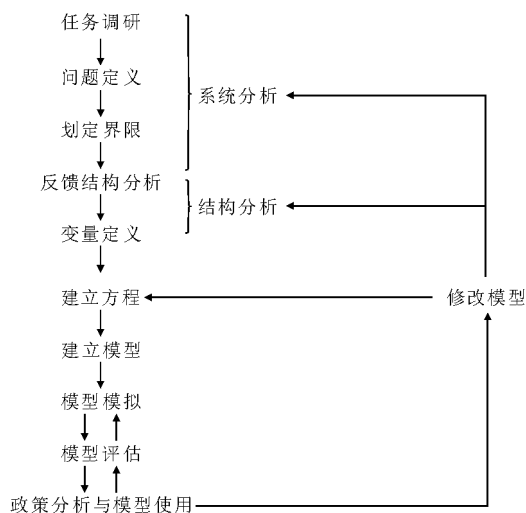 任务调研
问题定义
系统分析
划定界限
反馈结构分析
结构分析
变量定义
建立方程
修改模型
建立模型
模型模拟
模型评估
政策分析与模型使用